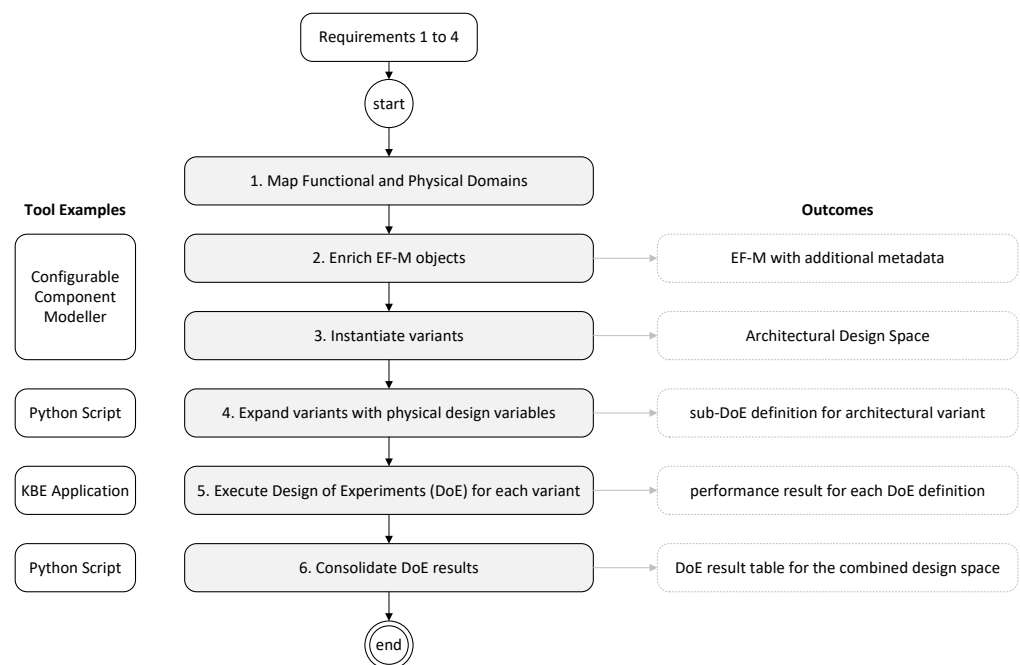 Requirements 1 to 4
start
1. Map Functional and Physical Domains
Tool Examples
Outcomes
Configurable
Component
Modeller
2. Enrich EF-M objects
EF-M with additional metadata
3. Instantiate variants
Architectural Design Space
Python Script
4. Expand variants with physical design variables
sub-DoE definition for architectural variant
KBE Application
5. Execute Design of Experiments (DoE) for each variant
performance result for each DoE definition
Python Script
6. Consolidate DoE results
DoE result table for the combined design space
end